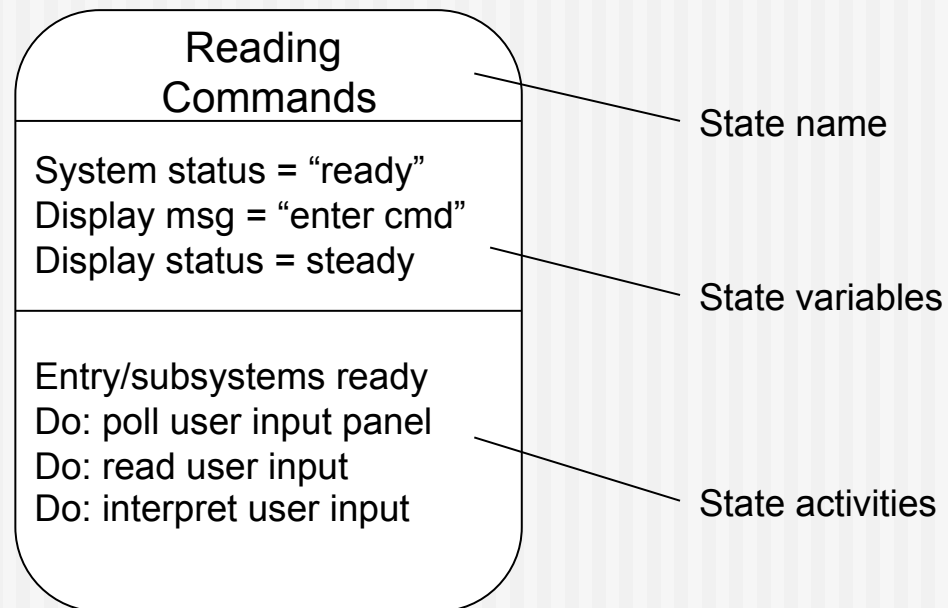 Reading
Commands
State name
System status = “ready”
Display msg = “enter cmd”
Display status = steady
State variables
Entry/subsystems ready
Do: poll user input panel
Do: read user input
Do: interpret user input
State activities